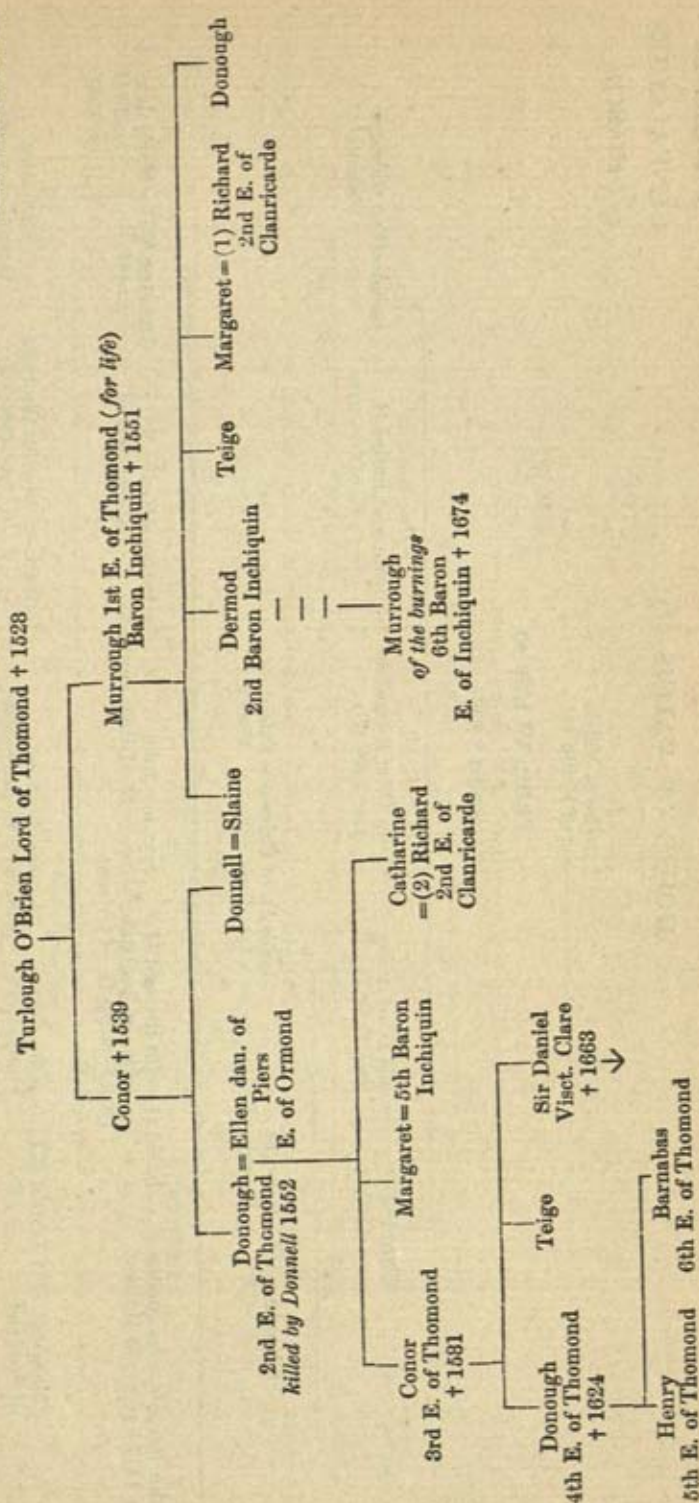 Turlough O'Brien Lord of Thomond † 1528
Conor † 1539
Murrough 1st E. of Thomond (for life)
Baron Inchiquin † 1551
Donough = Ellen dau. of
Piers
E. of Ormond
2nd E. of Thomond
killed by Donnell 1552
Donnell = Slaine
Dermod
2nd Baron Inchiquin
Teige
Margaret = (1) Richard
2nd E. of
Clanricarde
Donough
Conor
3rd E. of Thomond
† 1581
Margaret = 5th Baron
Inchiquin
Catharine
= (2) Richard
2nd E. of
Clanricarde
Murrough
of the burnings
6th Baron
E. of Inchiquin † 1674
Donough
4th E. of Thomond
† 1624
Teige
Sir Daniel
Visct. Clare
† 1663
Henry
5th E. of Thomond
Barnabas
6th E. of Thomond